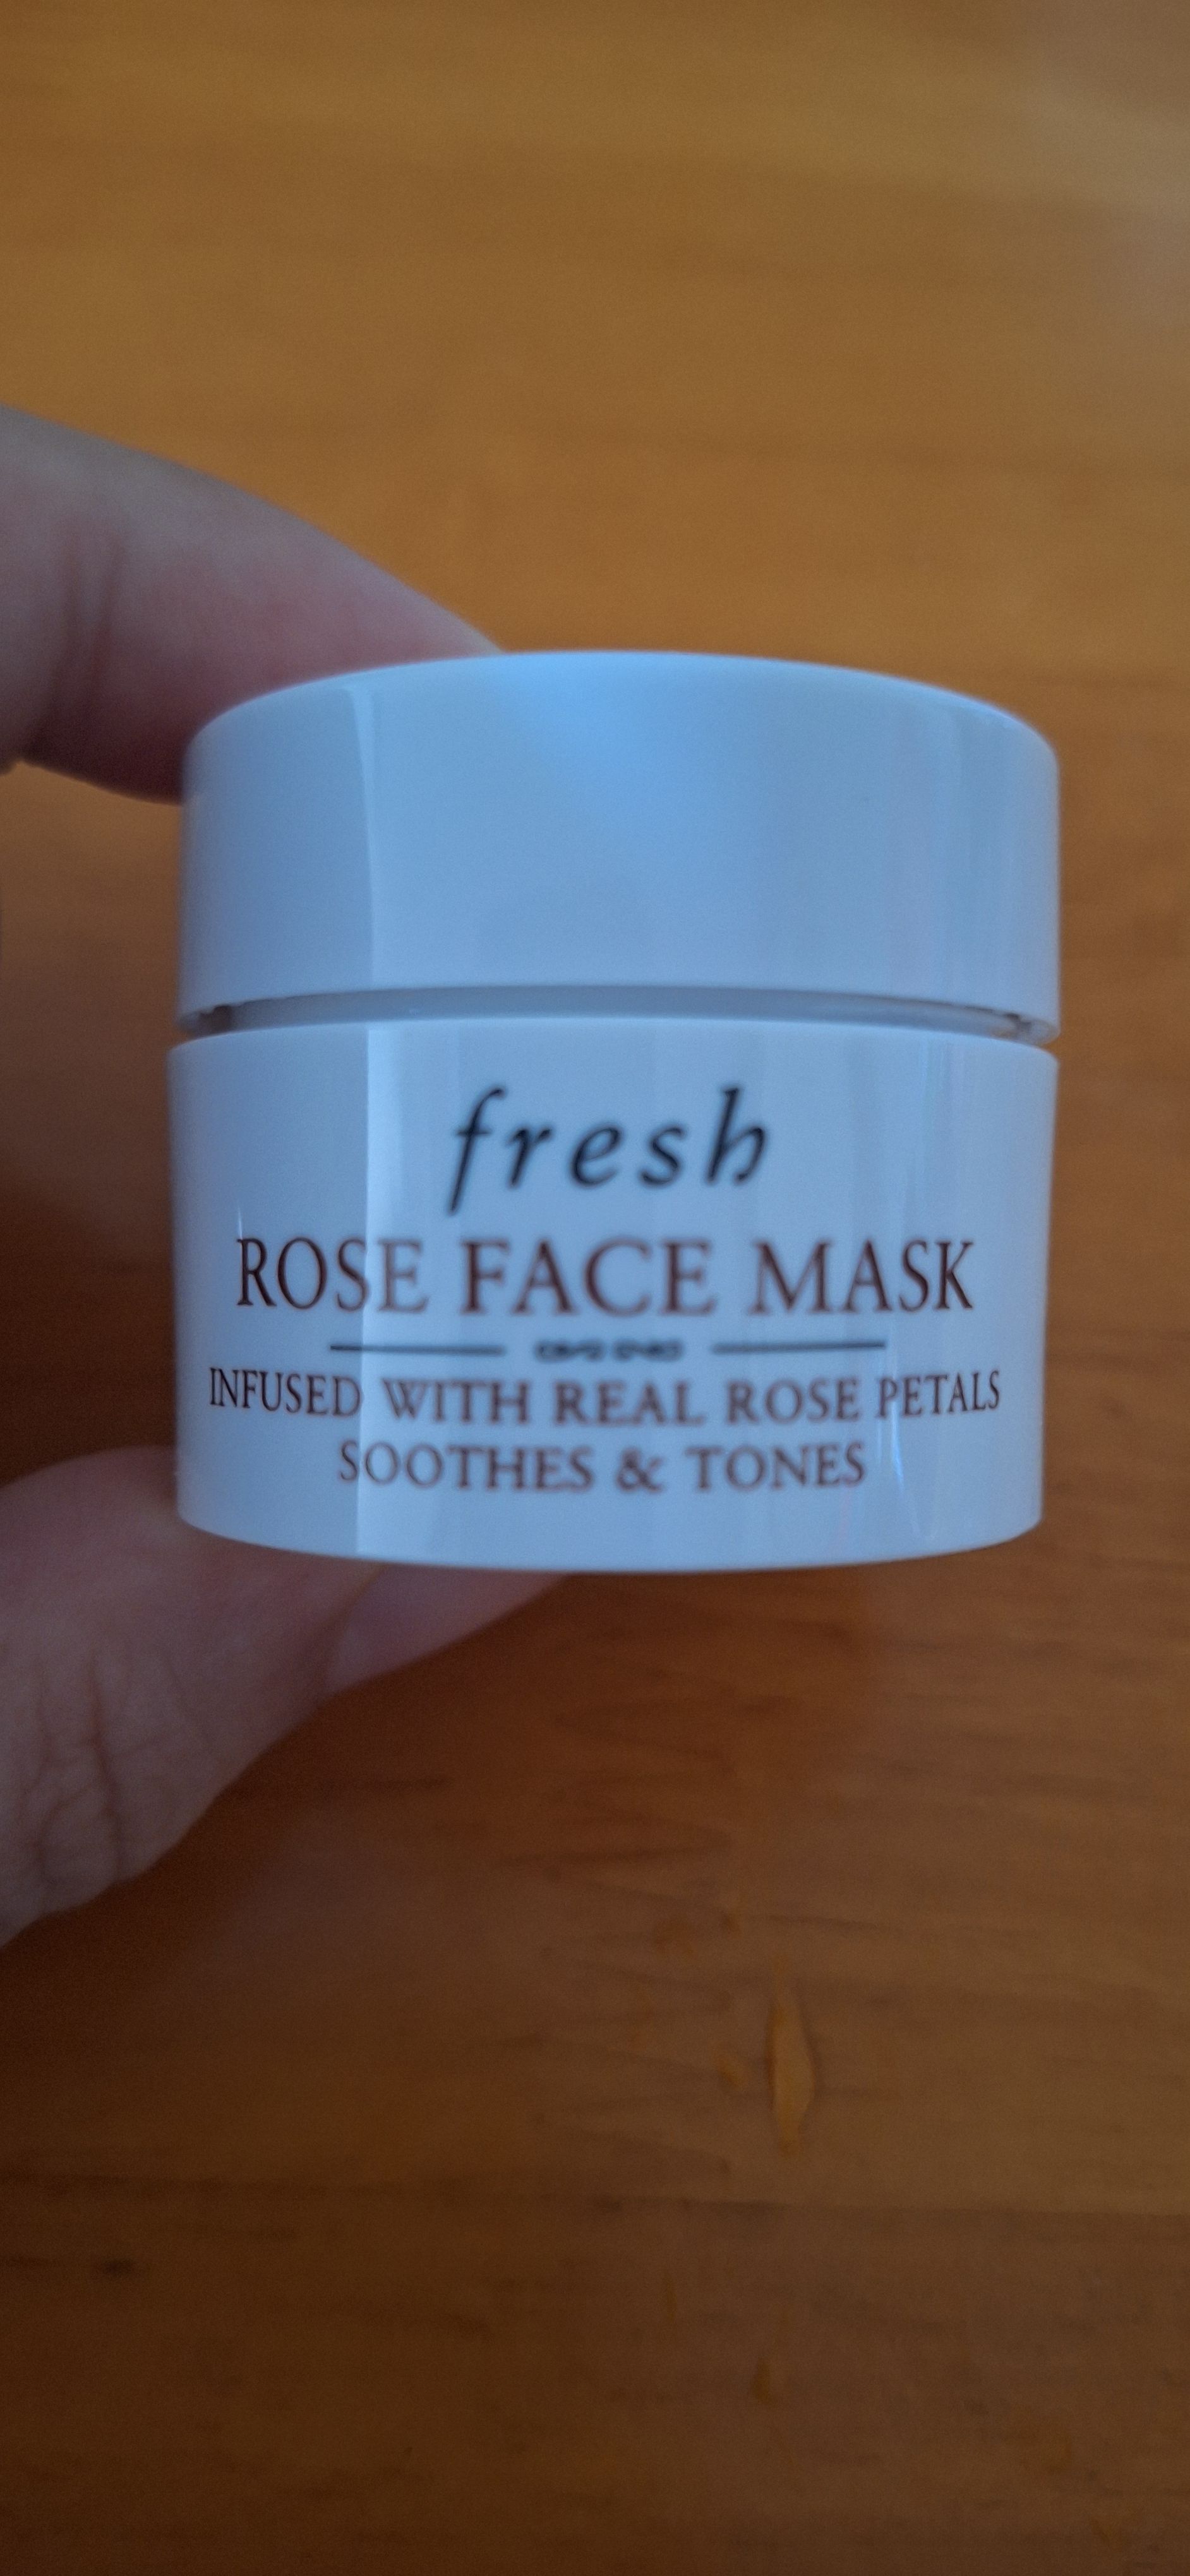 fresh
ROSE FACE MASK
INFUSED WITH REAL ROSE PETALS
SOOTHES & TONES